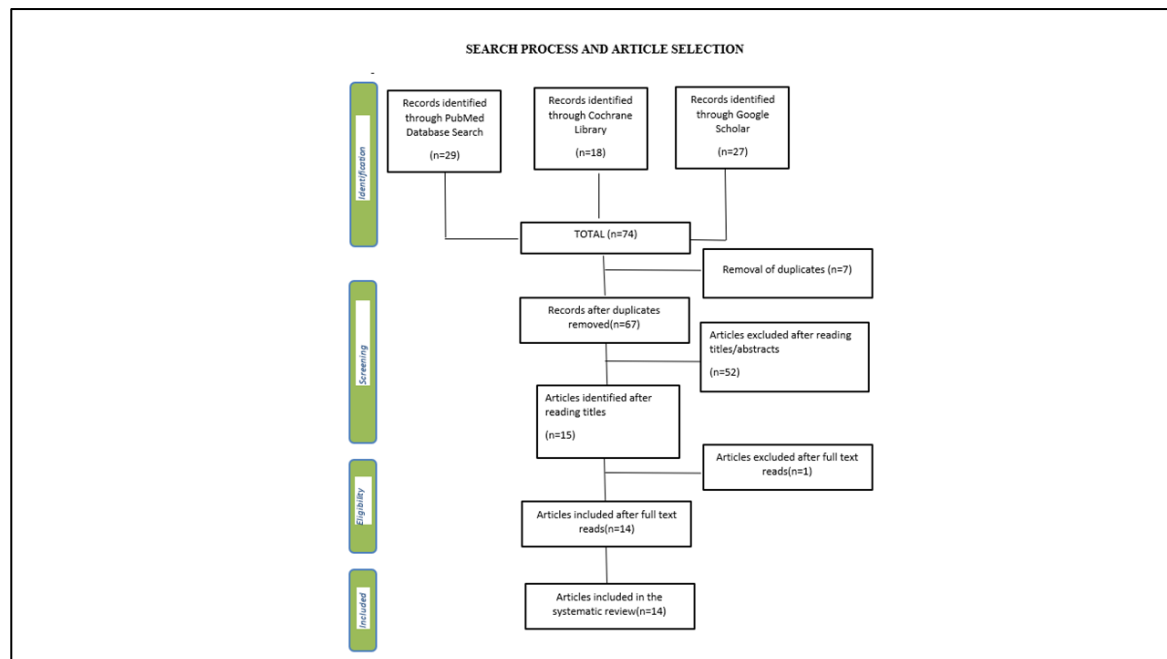 SEARCH PROCESS AND ARTICLE SELECTION
-
Identification
Records identified
through PubMed
Database Search
(n=29)
Records identified
through Cochrane
Library
(n=18)
Records identified
through Google
Scholar
(n=27)
TOTAL (n=74)
Removal of duplicates (n=7)
Screening
Records after duplicates
removed(n=67)
Articles excluded after reading
titles/abstracts
(n=52)
Articles identified after
reading titles
(n=15)
Eligibility
Articles excluded after full text
reads(n=1)
Articles included after full text
reads(n=14)
Included
Articles included in the
systematic review(n=14)